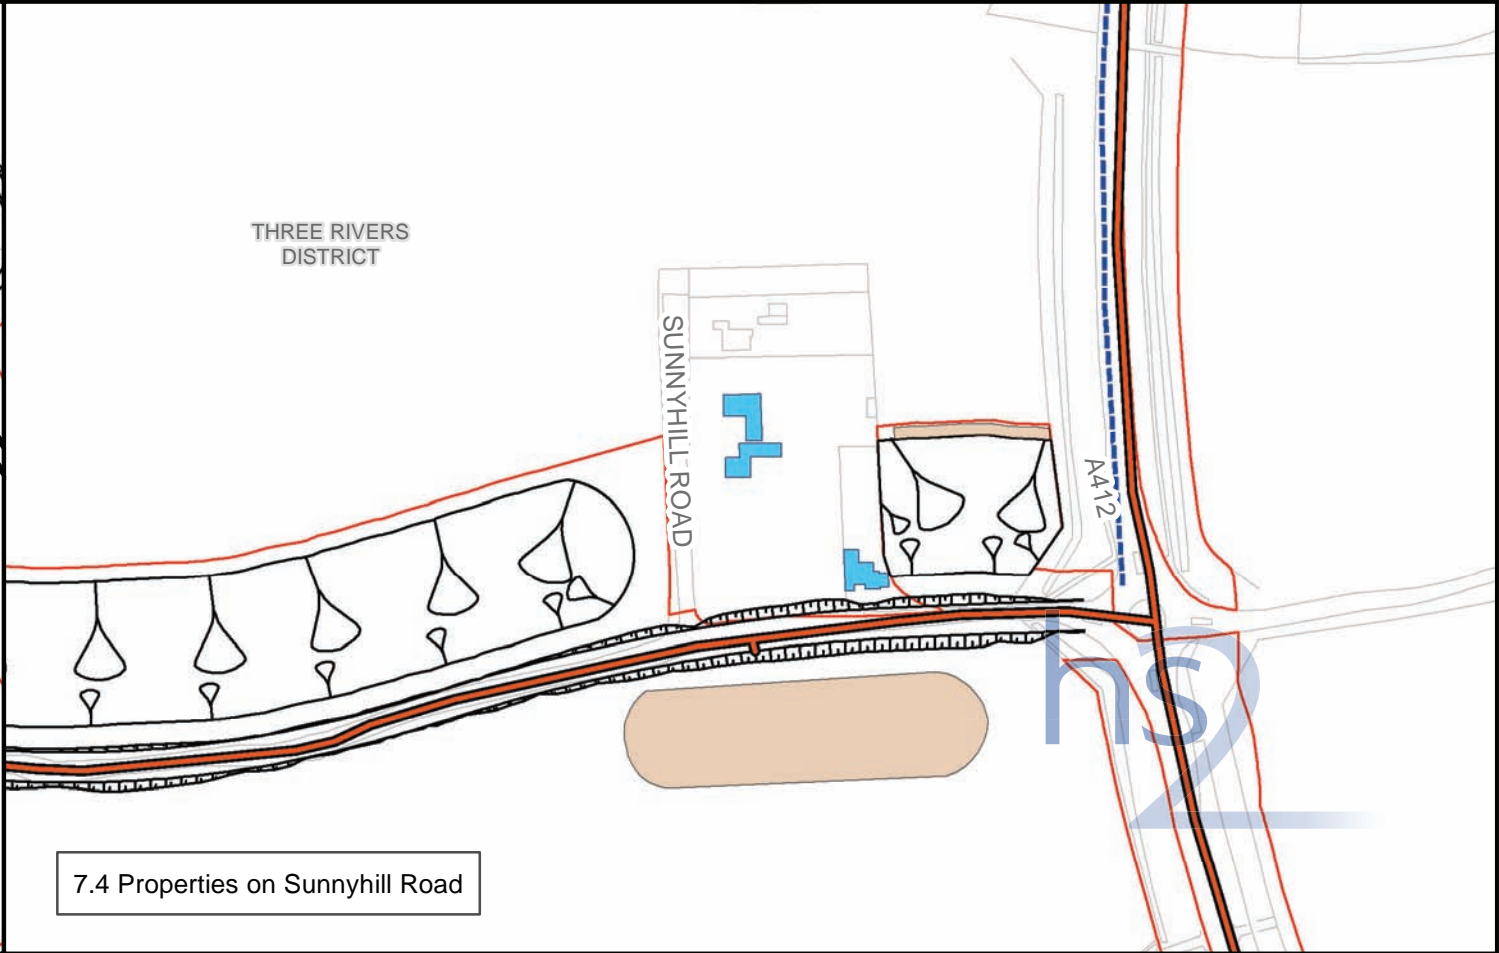 THREE RIVERS
DISTRICT
SUNNYHILL ROAD
A412
hs2
7.4 Properties on Sunnyhill Road